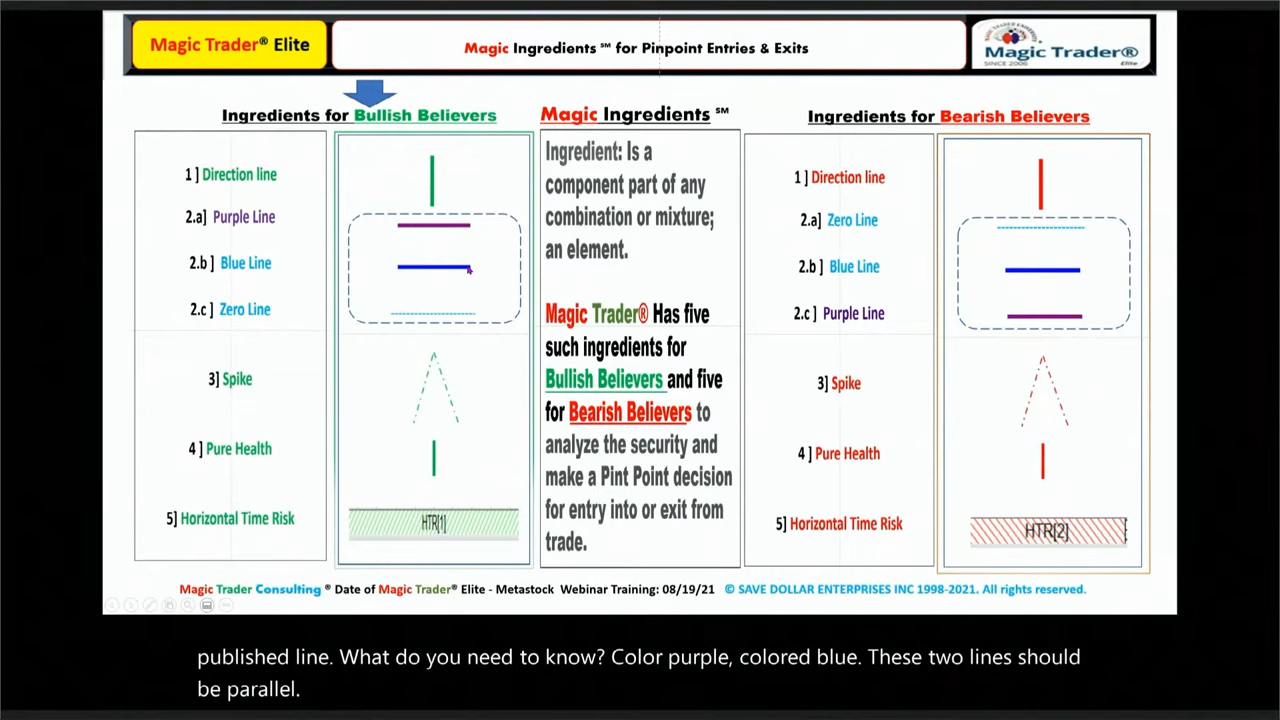 Magic Trader® Elite
Magic Ingredients ℠ for Pinpoint Entries & Exits
Magic Trader®
SINCE 2006
Elite
Ingredients for Bullish Believers
1 ] Direction line
2.a] Purple Line
2.b ] Blue Line
2.c ] Zero Line
3] Spike
4 ] Pure Health
5] Horizontal Time Risk
HTR[1]
Magic Ingredients ℠
Ingredient: Is a
component part of any
combination or mixture;
an element.
Magic Trader® Has five
such ingredients for
Bullish Believers and five
for Bearish Believers to
analyze the security and
make a Pint Point decision
for entry into or exit from
trade.
Ingredients for Bearish Believers
1 ] Direction line
2.a] Zero Line
2.b ] Blue Line
2.c ] Purple Line
3] Spike
4 ] Pure Health
5] Horizontal Time Risk
HTR[2]
Magic Trader Consulting ® Date of Magic Trader® Elite - Metastock Webinar Training: 08/19/21 © SAVE DOLLAR ENTERPRISES INC 1998-2021. All rights reserved.
published line. What do you need to know? Color purple, colored blue. These two lines should
be parallel.